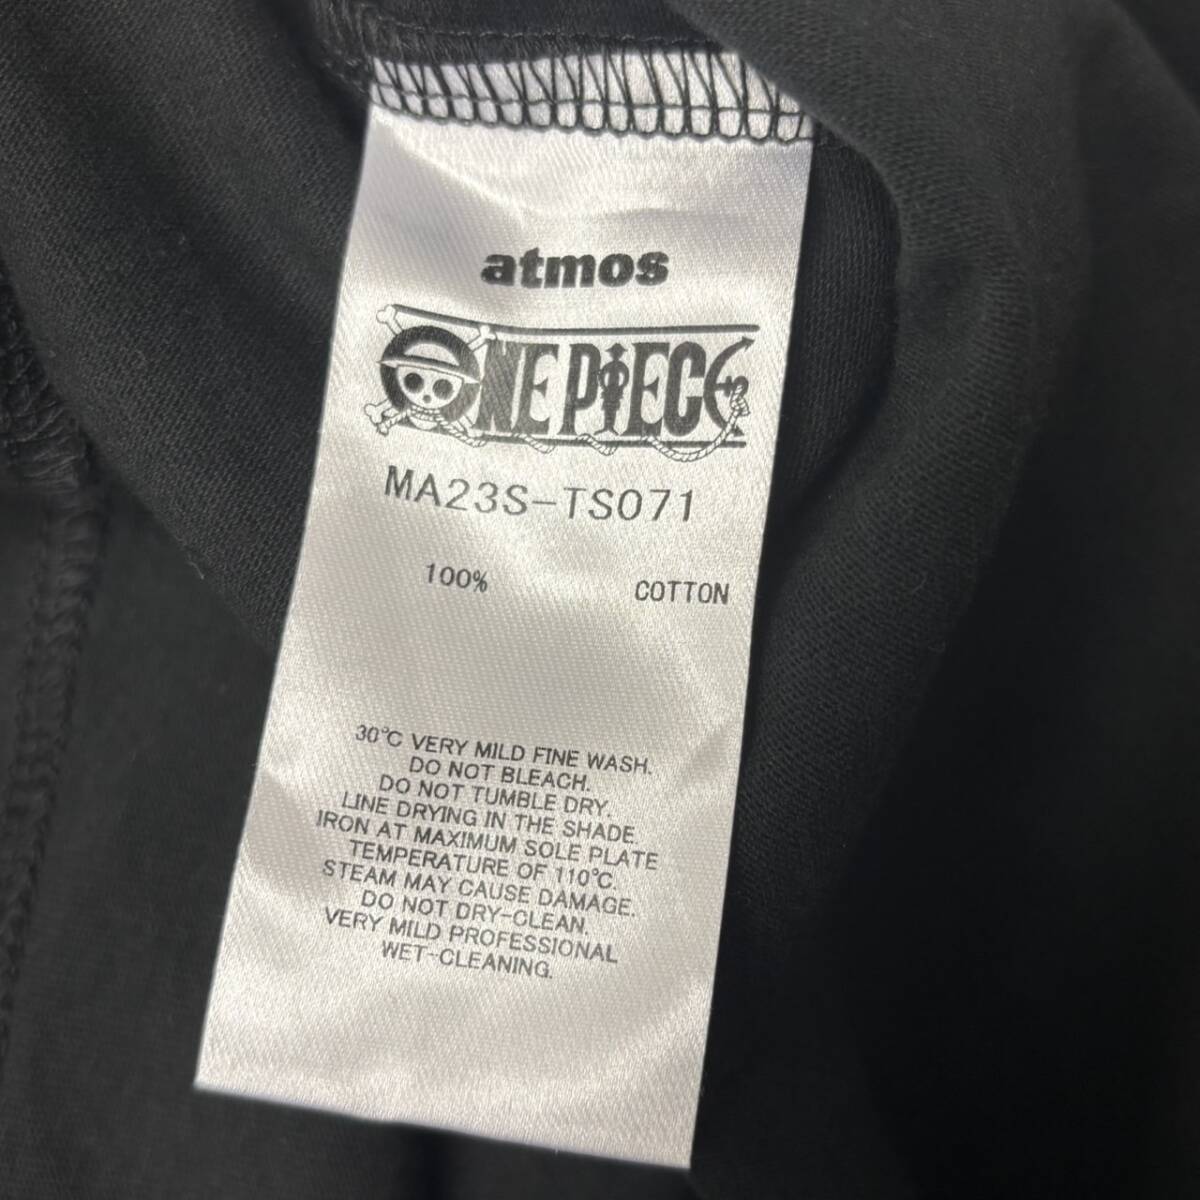 atmos
ONE PIECE
MA23S-TS071
100% COTTON
30℃ VERY MILD FINE WASH.
DO NOT BLEACH.
DO NOT TUMBLE DRY.
LINE DRYING IN THE SHADE.
IRON AT MAXIMUM SOLE PLATE
TEMPERATURE OF 110℃.
STEAM MAY CAUSE DAMAGE.
DO NOT DRY-CLEAN.
VERY MILD PROFESSIONAL
WET-CLEANING.